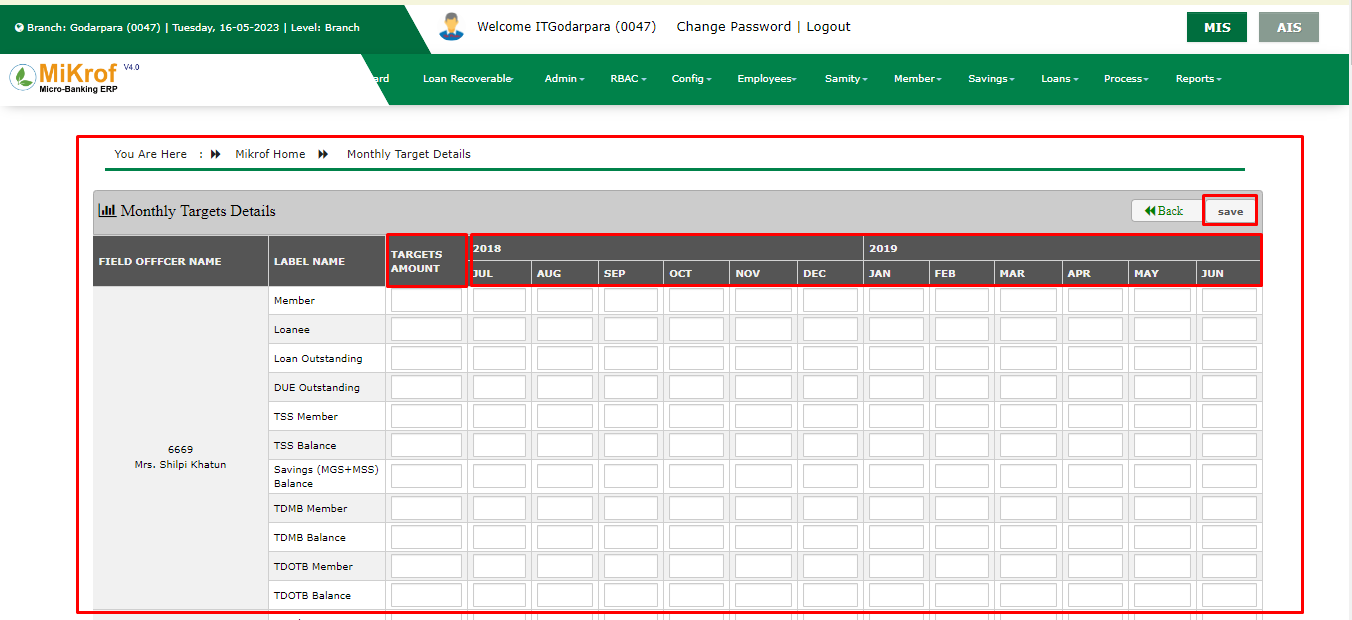 Branch: Godarpara (0047) | Tuesday, 16-05-2023 | Level: Branch
Welcome ITGodarpara (0047) Change Password | Logout
MIS AIS
MiKrof V4.0
Micro-Banking ERP
ard Loan Recoverable Admin RBAC Config Employees Samity Member Savings Loans Process Reports
You Are Here : Mikrof Home Monthly Target Details
Monthly Targets Details Back save
FIELD OFFFCER NAME LABEL NAME TARGETS AMOUNT 2018 2019
JUL AUG SEP OCT NOV DEC JAN FEB MAR APR MAY JUN
6669
Mrs. Shilpi Khatun
Member
Loanee
Loan Outstanding
DUE Outstanding
TSS Member
TSS Balance
Savings (MGS+MSS)
Balance
TDMB Member
TDMB Balance
TDOTB Member
TDOTB Balance